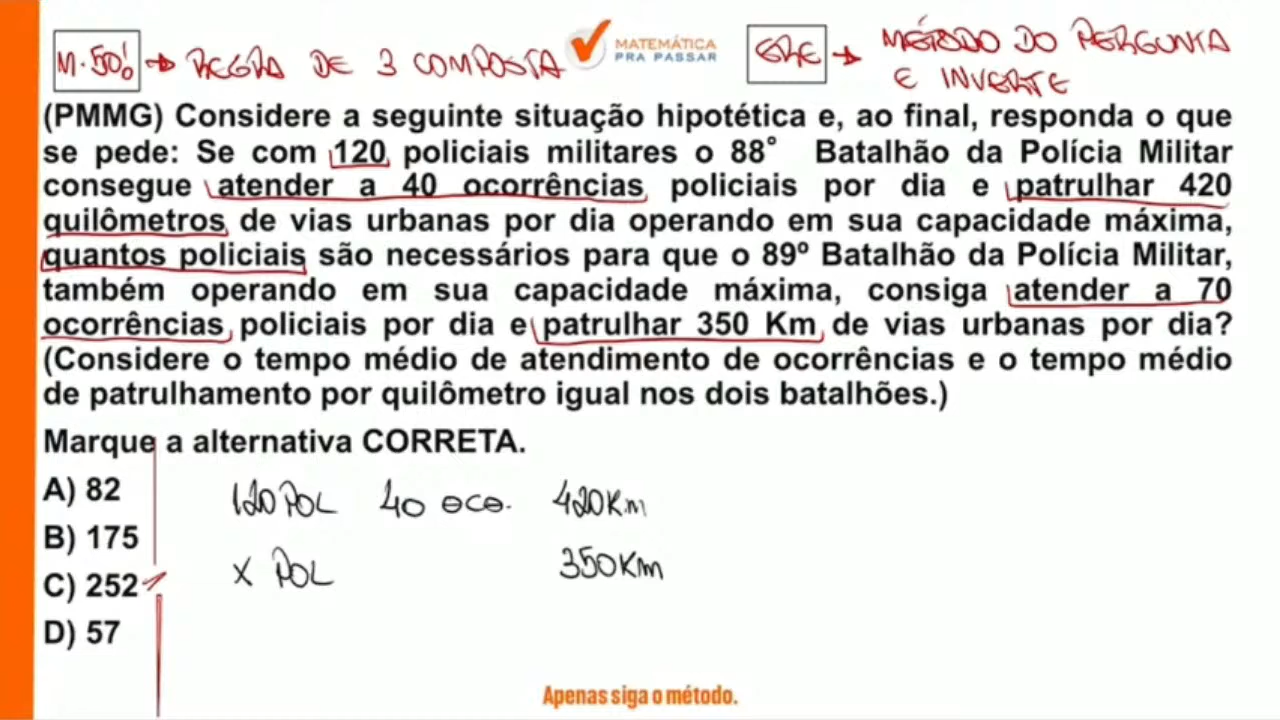 M.50% → REGRA DE 3 COMPOSTA
MATEMÁTICA
PRA PASSAR
→ MÉTODO DO PERGUNTA
E INVERTE
(PMMG) Considere a seguinte situação hipotética e, ao final, responda o que
se pede: Se com 120 policiais militares o 88° Batalhão da Polícia Militar
consegue atender a 40 ocorrências policiais por dia e patrulhar 420
quilômetros de vias urbanas por dia operando em sua capacidade máxima,
quantos policiais são necessários para que o 89º Batalhão da Polícia Militar,
também operando em sua capacidade máxima, consiga atender a 70
ocorrências policiais por dia e patrulhar 350 Km de vias urbanas por dia?
(Considere o tempo médio de atendimento de ocorrências e o tempo médio
de patrulhamento por quilômetro igual nos dois batalhões.)
Marque a alternativa CORRETA.
A) 82
B) 175
C) 252
D) 57
120 POL 40 oco. 420Km
X POL 350Km
Apenas siga o método.